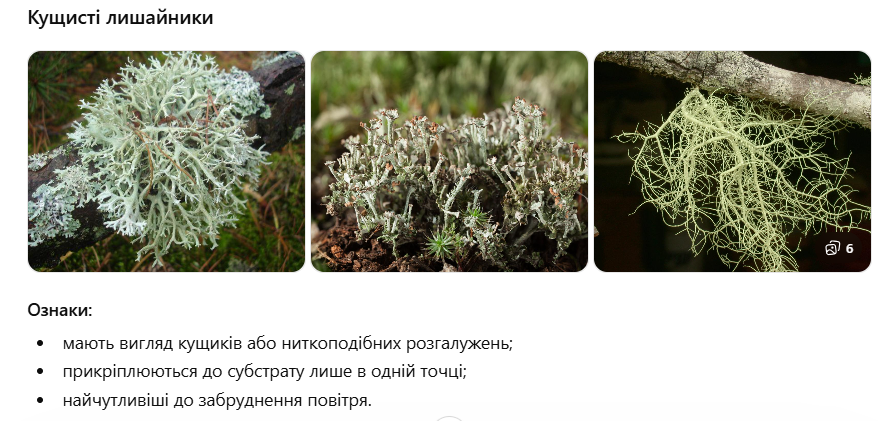 Кущисті лишайники
6
Ознаки:
• мають вигляд кущиків або ниткоподібних розгалужень;
• прикріплюються до субстрату лише в одній точці;
• найчутливіші до забруднення повітря.